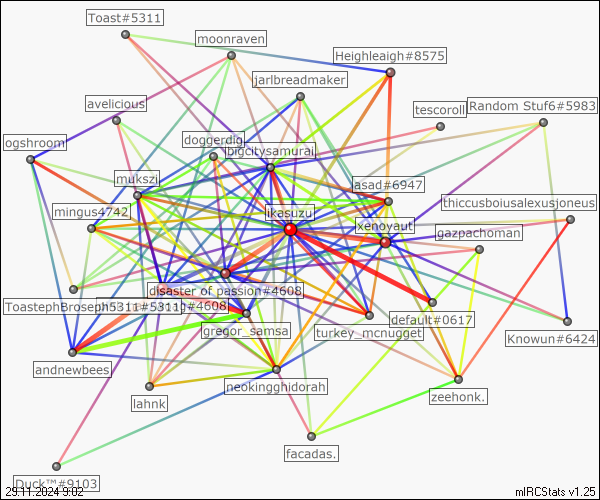 Toast#5311
moonraven
Heighleaigh#8575
jarlbreadmaker
avelicious
tescoroll
Random Stuf6#5983
ogshroom
doggerdig
bigcitysamurai
mukszi
asad#6947
mingus4742
likasuzu
thiccusboiusalexusjoneus
xenoyaut
gazpachoman
disaster of passion#4608
ToastephBroseph5311#5311
#4608
default#0617
gregor_samsa
turkey_mcnugget
Knowun#6424
andnewbees
neokingghidorah
zeehonk.
lahnk
facadas.
Duck™#9103
29.11.2024 9:02
mIRCStats v1.25